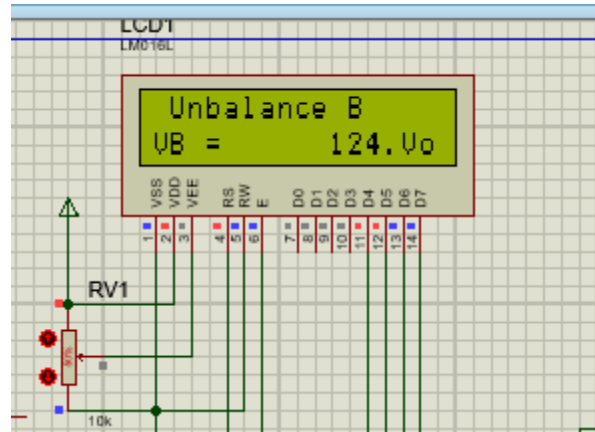 LCD1
LM016L
Unbalance B
VB = 124.Vo
VSS
VDD
VEE
RS
RW
E
D0
D1
D2
D3
D4
D5
D6
D7
1
2
3
4
5
6
7
8
9
10
11
12
13
14
RV1
10k